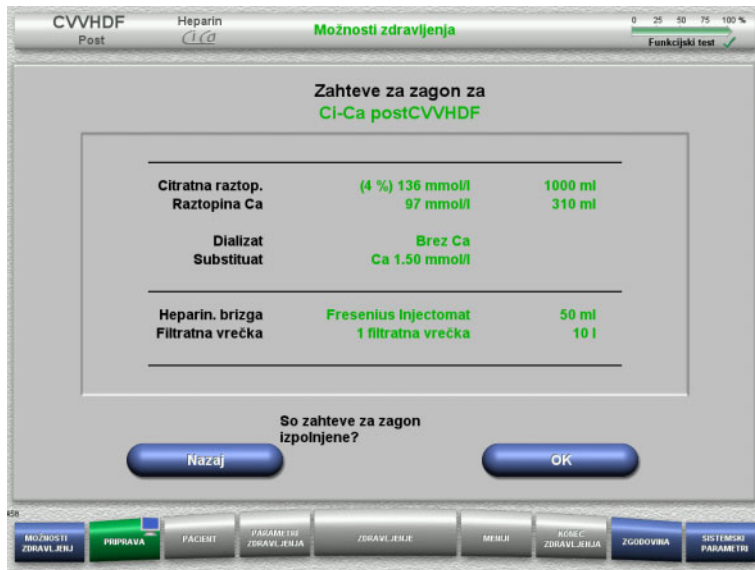 CVVHDF
Post
Heparin
CiCa
Možnosti zdravljenja
0 25 50 75 100 %
Funkcijski test
Zahteve za zagon za
Ci-Ca postCVVHDF
Citratna raztop. (4 %) 136 mmol/l 1000 ml
Raztopina Ca 97 mmol/l 310 ml
Dializat Brez Ca
Substituat Ca 1.50 mmol/l
Heparin. brizga Fresenius Injectomat 50 ml
Filtratna vrečka 1 filtratna vrečka 10 l
So zahteve za zagon
izpolnjene?
Nazaj
OK
MOŽNOSTI
ZDRAVLJENJ
PRIPRAVA
PACIENT
PARAMETRI
ZDRAVLJENJA
ZDRAVLJENJE
MENIJI
KONEC
ZDRAVLJENJA
ZGODOVINA
SISTEMSKI
PARAMETRI